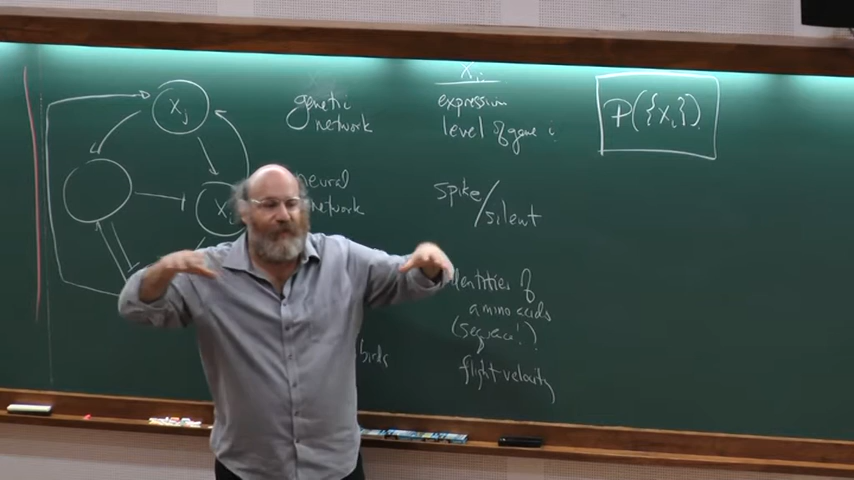 X_j
X_i
genetic
network
neural
network
birds
X_i
expression
level of gene i
spike/silent
identities of
amino acids
(sequence!)
flight velocity
P({x_i})